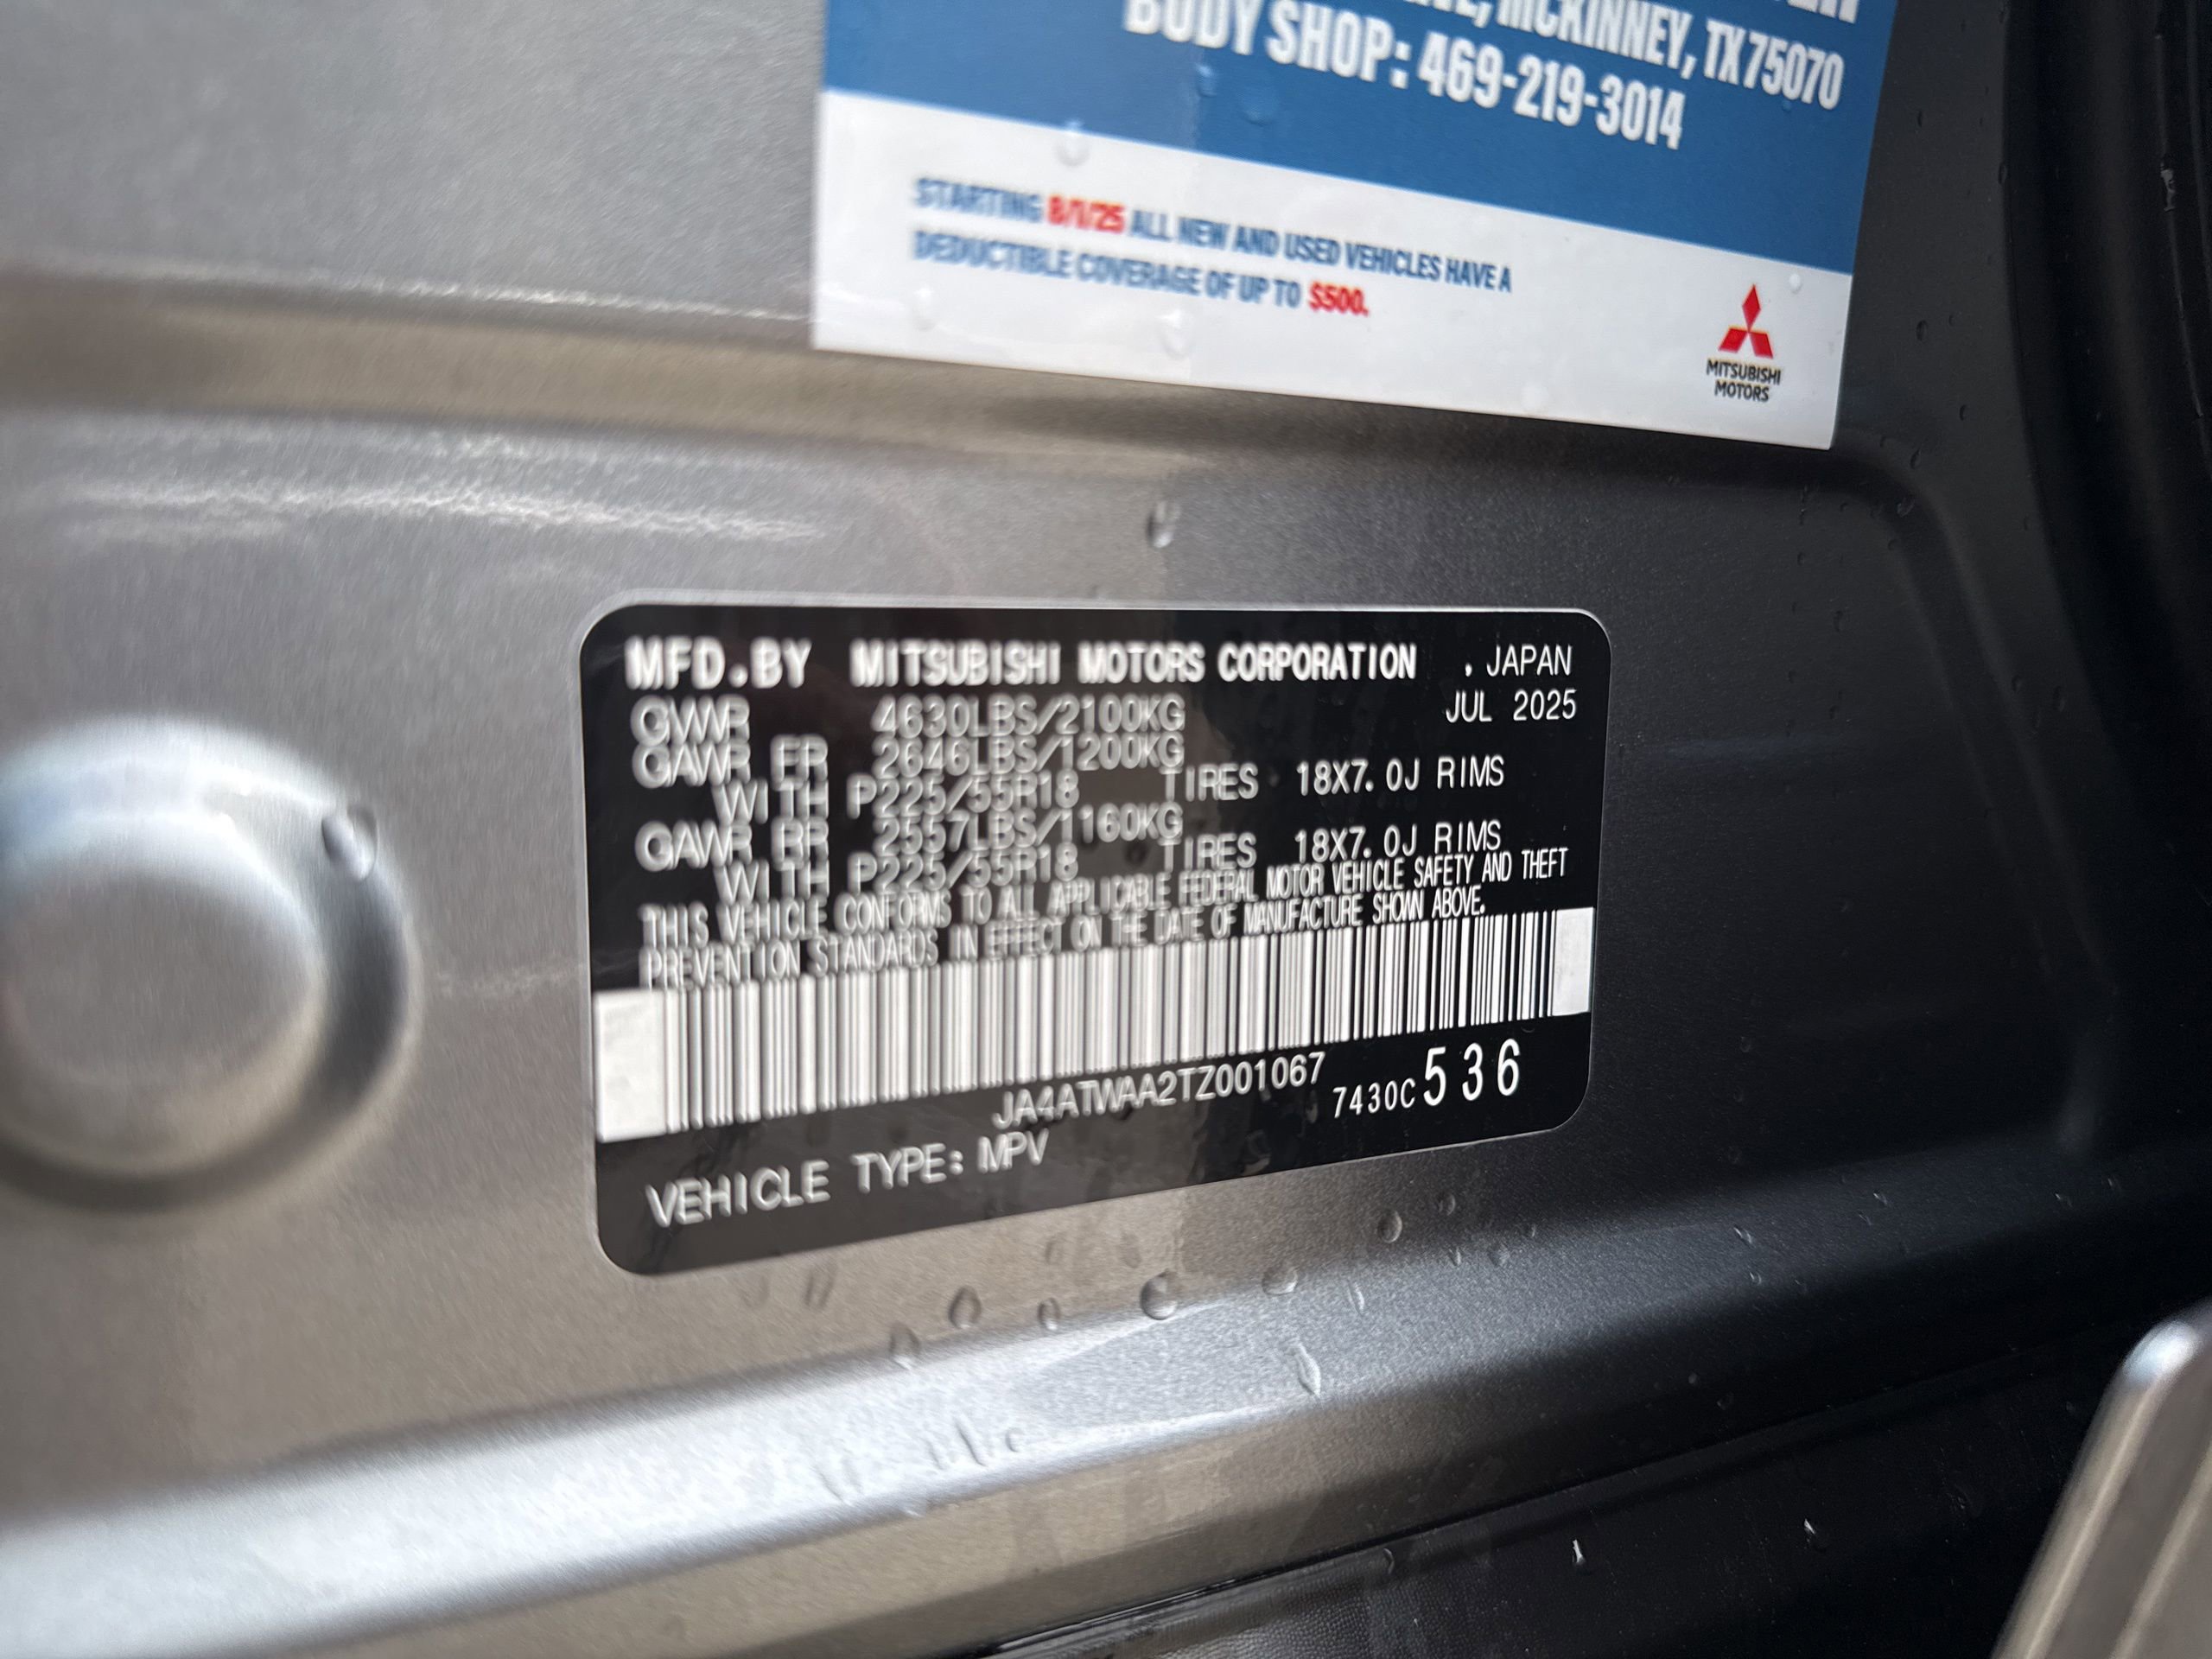 MCKINNEY, TX 75070
BODY SHOP: 469-219-3014
STARTING 8/1/25 ALL NEW AND USED VEHICLES HAVE A
DEDUCTIBLE COVERAGE OF UP TO $500.
MITSUBISHI
MOTORS
MFD.BY MITSUBISHI MOTORS CORPORATION . JAPAN
GVWR 4630LBS/2100KG JUL 2025
GAWR FR 2646LBS/1200KG
WITH P225/55R18 TIRES 18X7.0J RIMS
GAWR RR 2557LBS/1160KG
WITH P225/55R18 TIRES 18X7.0J RIMS
THIS VEHICLE CONFORMS TO ALL APPLICABLE FEDERAL MOTOR VEHICLE SAFETY AND THEFT
PREVENTION STANDARDS IN EFFECT ON THE DATE OF MANUFACTURE SHOWN ABOVE.
JA4ATWAA2TZ001067 7430C 536
VEHICLE TYPE: MPV